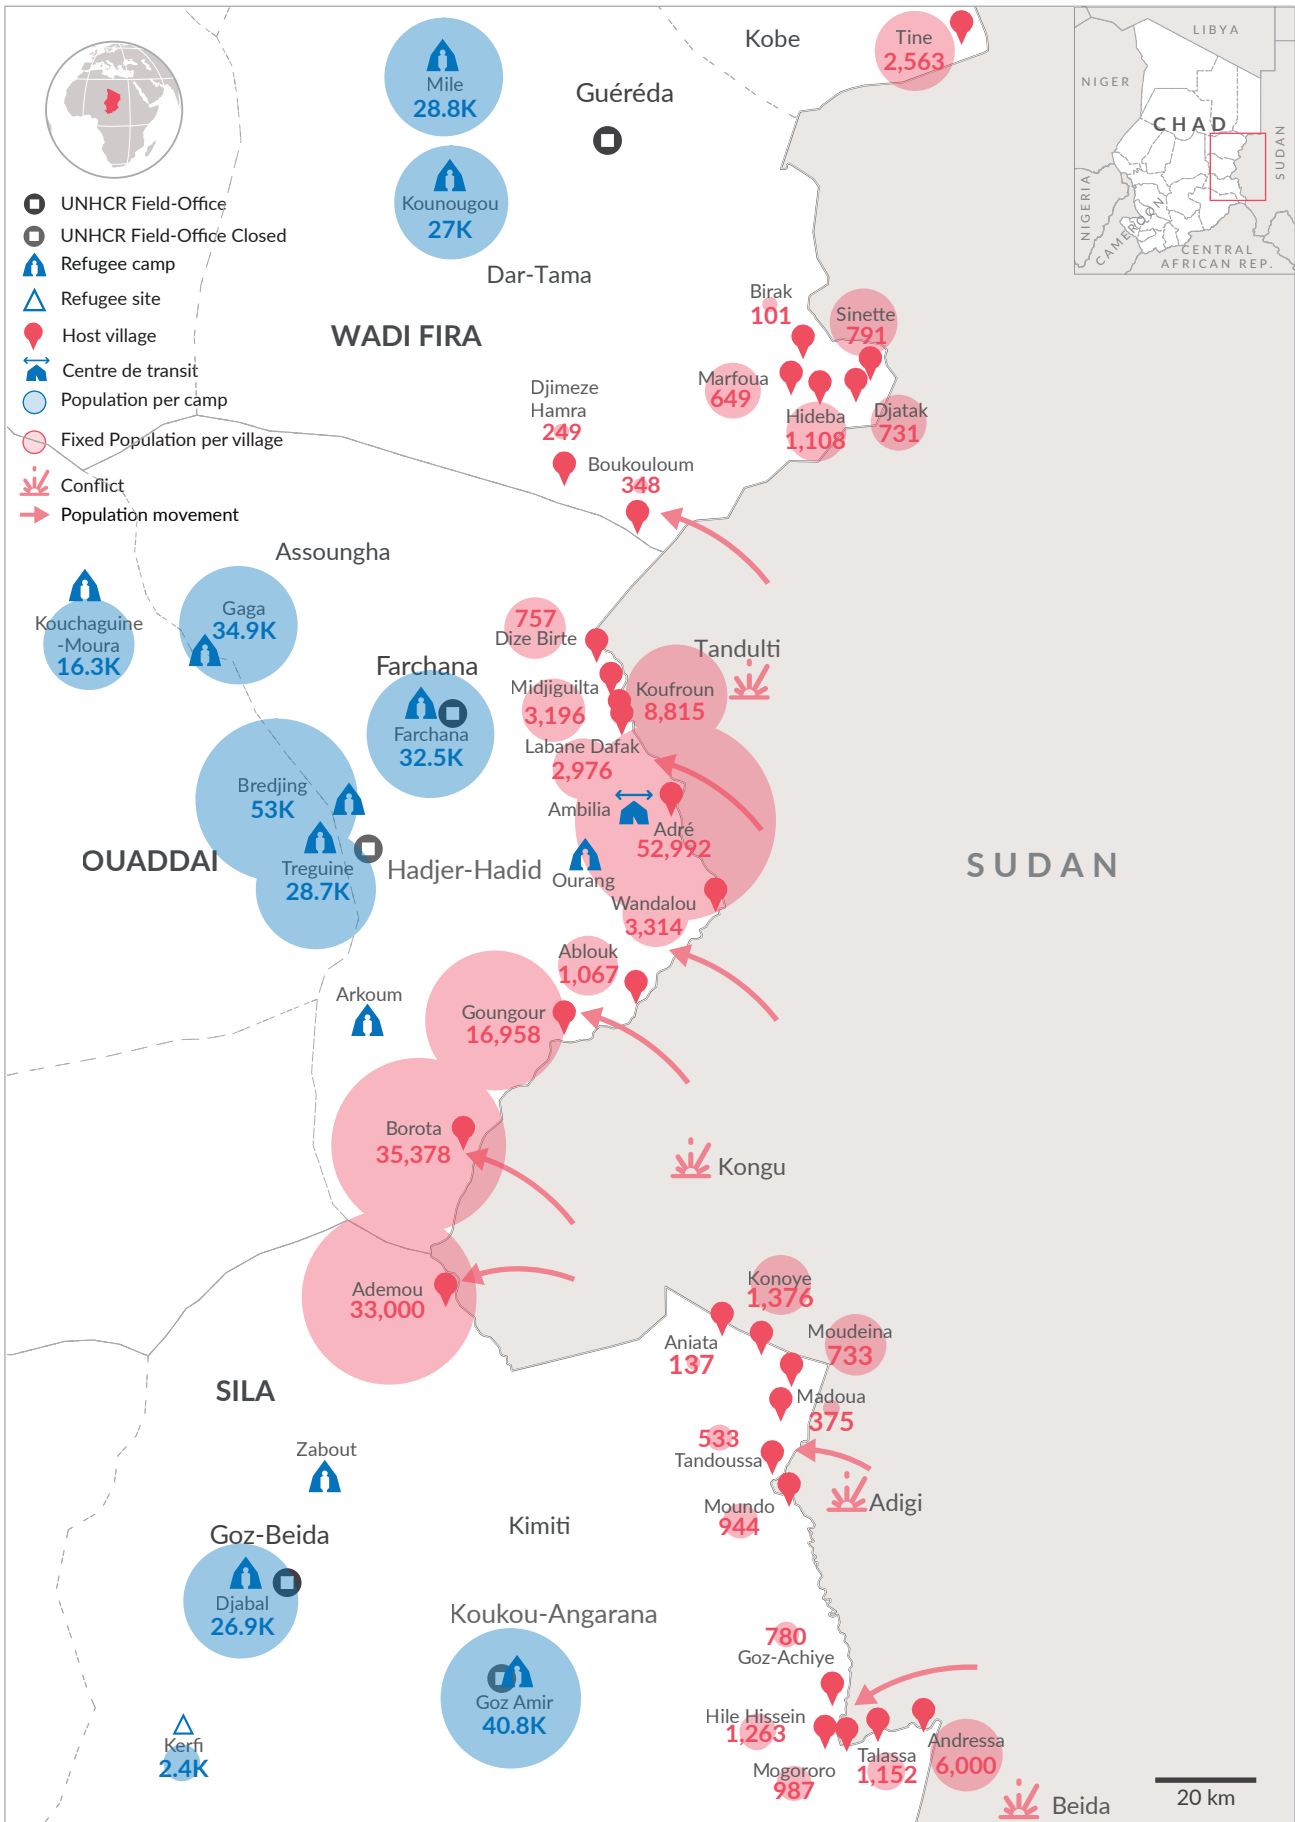 Kobe
Tine
2,563
LIBYA
NIGER
CHAD
SUDAN
NIGERIA
CAMEROON
CENTRAL
AFRICAN REP.
Mile
28.8K
Guéréda
Kounougou
27K
Dar-Tama
WADI FIRA
UNHCR Field-Office
UNHCR Field-Office Closed
Refugee camp
Refugee site
Host village
Centre de transit
Population per camp
Fixed Population per village
Conflict
Population movement
Birak
101
Sinette
791
Marfoua
649
Hideba
1,108
Djatak
731
Djimeze
Hamra
249
Boukouloum
348
Assoungha
Kouchaguine
-Moura
16.3K
Gaga
34.9K
Farchana
Farchana
32.5K
757
Dize Birte
Tandulti
Midjiguilta
3,196
Koufroun
8,815
Labane Dafak
2,976
Bredjing
53K
Ambilia
Adré
52,992
OUADDAI
Treguine
28.7K
Hadjer-Hadid
Ourang
SUDAN
Wandalou
3,314
Ablouk
1,067
Arkoum
Goungour
16,958
Borota
35,378
Kongu
Ademou
33,000
Konoye
1,376
Aniata
137
Moudeina
733
SILA
Madoua
375
533
Tandoussa
Zabout
Moundo
944
Adigi
Goz-Beida
Kimiti
Djabal
26.9K
Koukou-Angarana
780
Goz-Achiye
Goz Amir
40.8K
Hile Hissein
1,263
Kerfi
2.4K
Mogororo
987
Talassa
1,152
Andressa
6,000
Beida
20 km